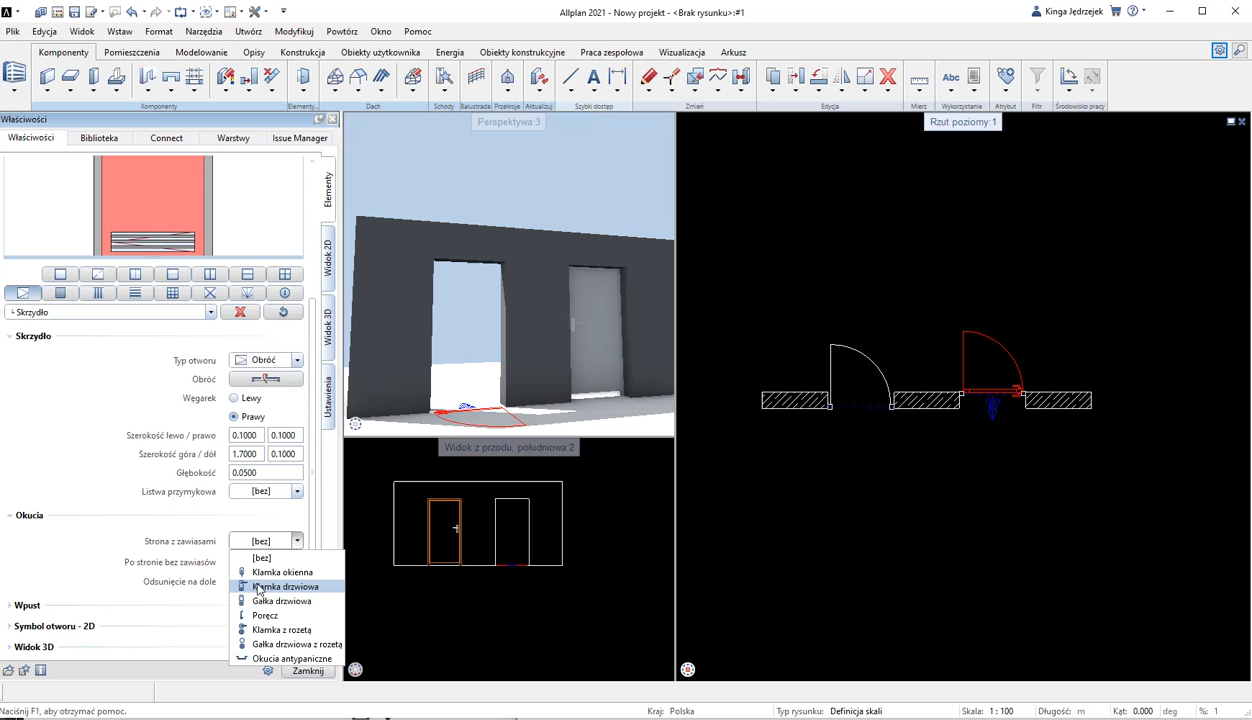 Allplan 2021 - Nowy projekt - <Brak rysunku>:#1
Kinga Jędrzejek
Plik Edycja Widok Wstaw Format Narzędzia Utwórz Modyfikuj Powtórz Okno Pomoc
Komponenty Pomieszczenia Modelowanie Opisy Konstrukcja Obiekty użytkownika Energia Obiekty konstrukcyjne Praca zespołowa Wizualizacja Arkusz
A Abc
Komponenty Elementy... Dach Schody Balustrada Przekroje Aktualizuj Szybki dostęp Zmień Edycja Mierz Wykorzystanie Atrybut Filtr Środowisko pracy
Właściwości
Właściwości Biblioteka Connect Warstwy Issue Manager
Perspektywa:3
Rzut poziomy:1
Elementy
Widok 2D
Widok 3D
Ustawienia
Skrzydło
Skrzydło
Typ otworu Obróć
Obróć
Węgarek Lewy
Prawy
Szerokość lewo / prawo 0.1000 0.1000
Szerokość góra / dół 1.7000 0.1000
Głębokość 0.0500
Listwa przymykowa [bez]
Okucia
Strona z zawiasami [bez]
Po stronie bez zawiasów
Odsunięcie na dole
[bez]
Klamka okienna
Klamka drzwiowa
Gałka drzwiowa
Poręcz
Klamka z rozetą
Gałka drzwiowa z rozetą
Okucia antypaniczne
Wpust
Symbol otworu - 2D
Widok 3D
Zamknij
Widok z przodu, południowa:2
Naciśnij F1, aby otrzymać pomoc.
Kraj: Polska Typ rysunku: Definicja skali Skala: 1 : 100 Długość: m Kąt: 0.000 deg %: 1